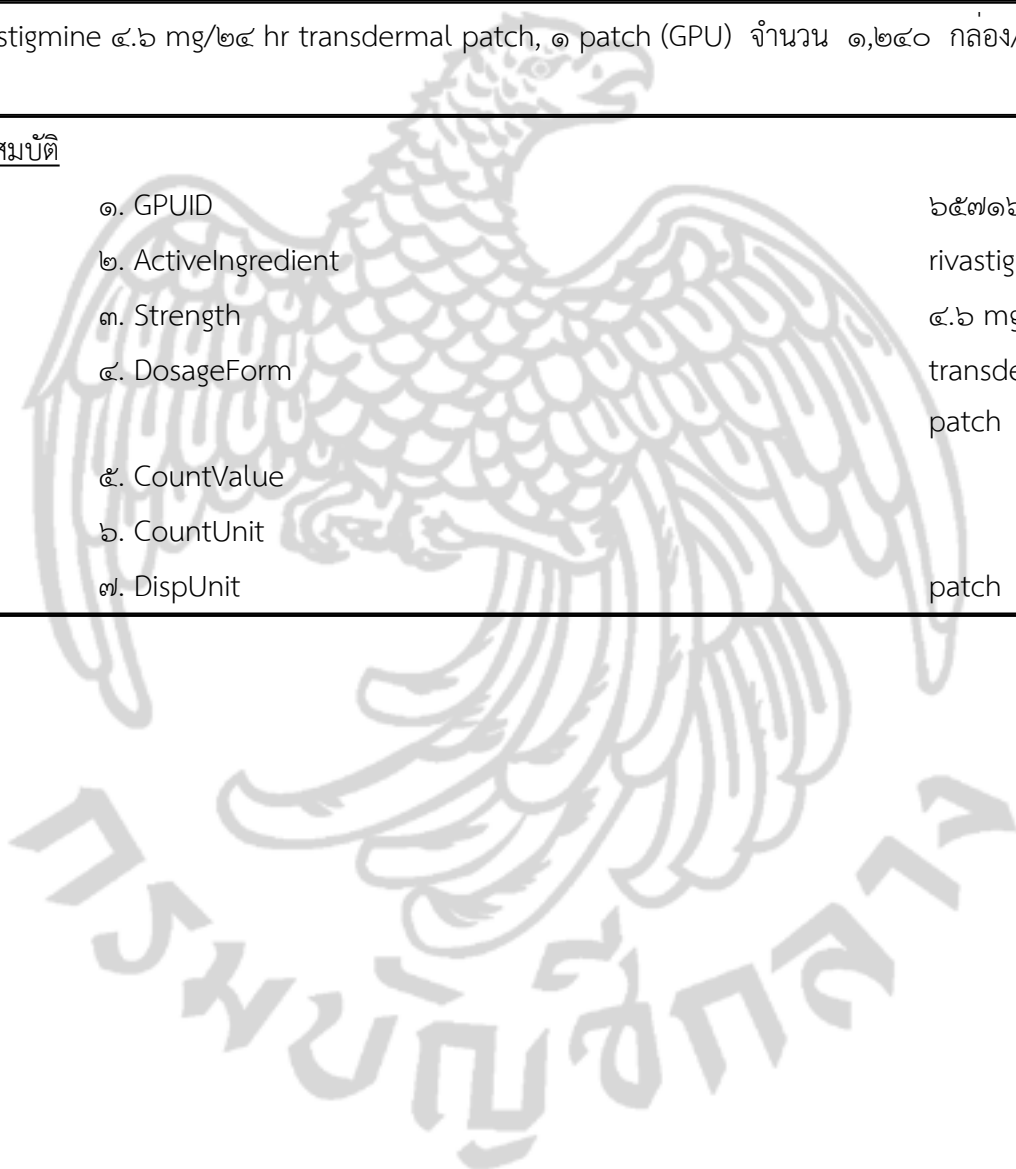 stigmine ๔.๖ mg/๒๔ hr transdermal patch, ๑ patch (GPU) จำนวน ๑,๒๔๐ กล่อง/
สมบัติ
๑. GPUID ๖๕๗๑๖
๒. ActiveIngredient rivastig
๓. Strength ๔.๖ mg
๔. DosageForm transde
patch
๕. CountValue
๖. CountUnit
๗. DispUnit patch
กรมบัญชีกลาง